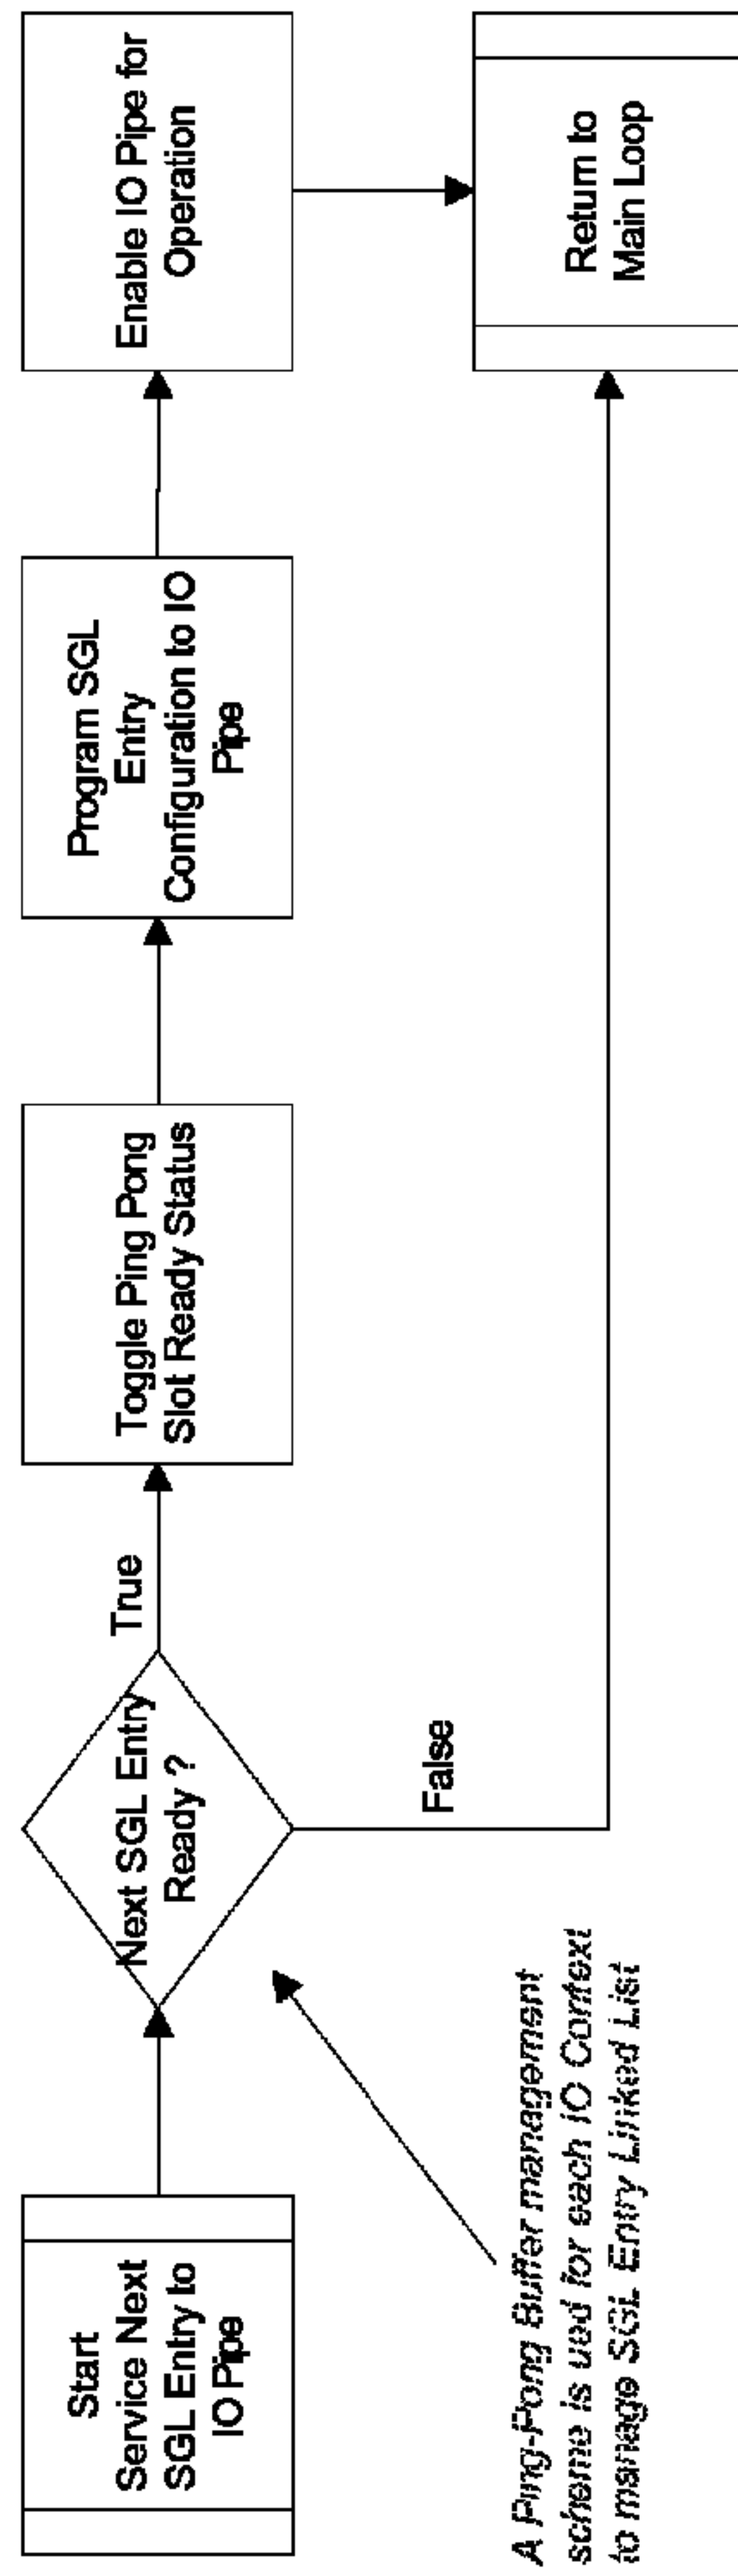 Start
Service Next
SGL Entry to
IO Pipe
Next SGL Entry
Ready ?
True
False
Toggle Ping Pong
Slot Ready Status
Program SGL
Entry
Configuration to IO
Pipe
Enable IO Pipe for
Operation
Return to
Main Loop
A Ping-Pong Buffer management
scheme is ued for each IO Context
to manage SGL Entry Linked List